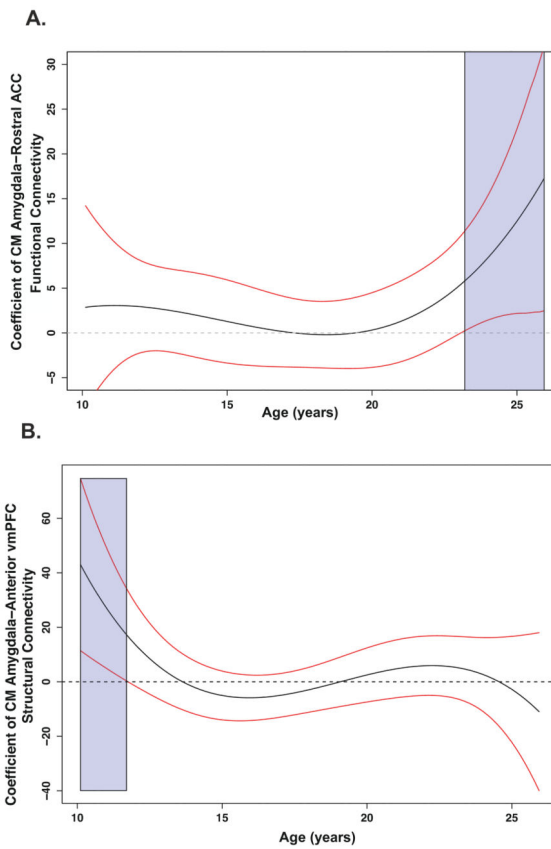 A.
Coefficient of CM Amygdala−Rostral ACC
Functional Connectivity
30
25
20
15
10
5
0
−5
10
15
20
25
Age (years)
B.
Coefficient of CM Amygdala−Anterior vmPFC
Structural Connectivity
60
40
20
0
−20
−40
10
15
20
25
Age (years)